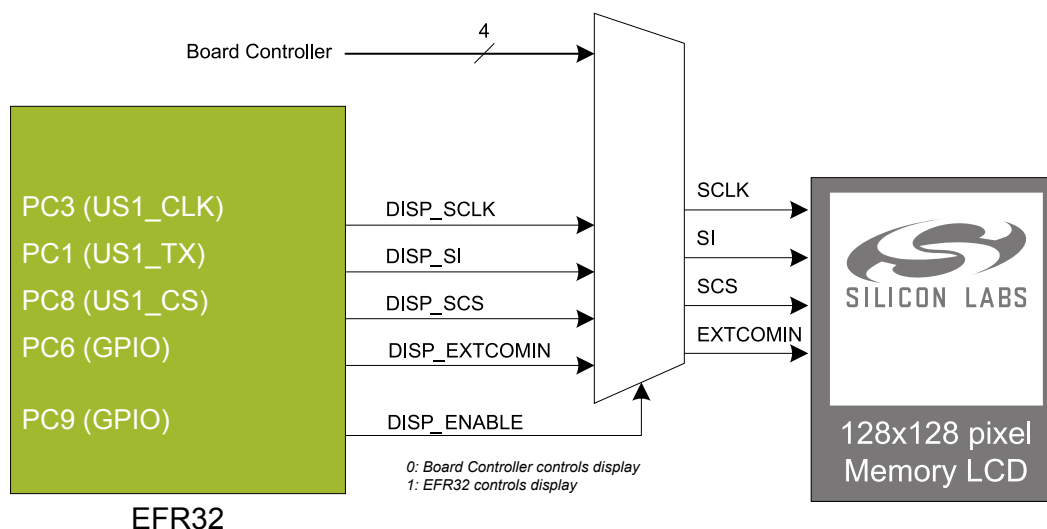 4
Board Controller
PC3 (US1_CLK)
DISP_SCLK
SCLK
PC1 (US1_TX)
DISP_SI
SI
PC8 (US1_CS)
DISP_SCS
SCS
PC6 (GPIO)
DISP_EXTCOMIN
EXTCOMIN
PC9 (GPIO)
DISP_ENABLE
SILICON LABS
128x128 pixel
Memory LCD
0: Board Controller controls display
1: EFR32 controls display
EFR32